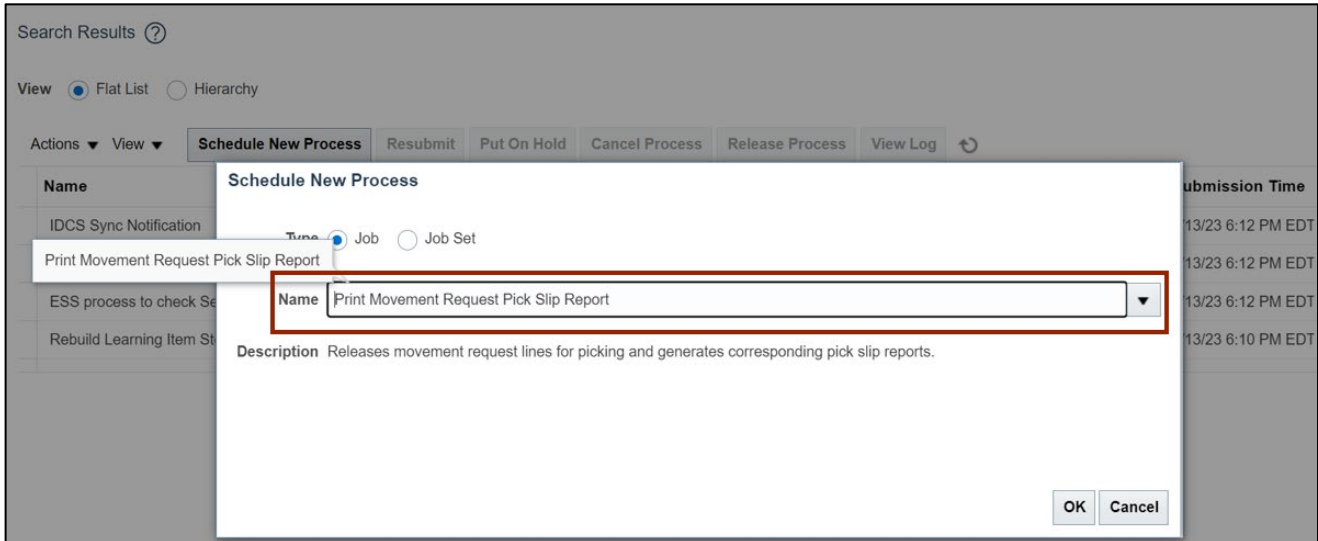 Search Results ?
View Flat List Hierarchy
Actions View Schedule New Process Resubmit Put On Hold Cancel Process Release Process View Log
Name
ubmission Time
Schedule New Process
IDCS Sync Notification
13/23 6:12 PM EDT
Type Job Job Set
Print Movement Request Pick Slip Report
13/23 6:12 PM EDT
ESS process to check Se
Name Print Movement Request Pick Slip Report
13/23 6:12 PM EDT
Rebuild Learning Item St
13/23 6:10 PM EDT
Description Releases movement request lines for picking and generates corresponding pick slip reports.
OK Cancel